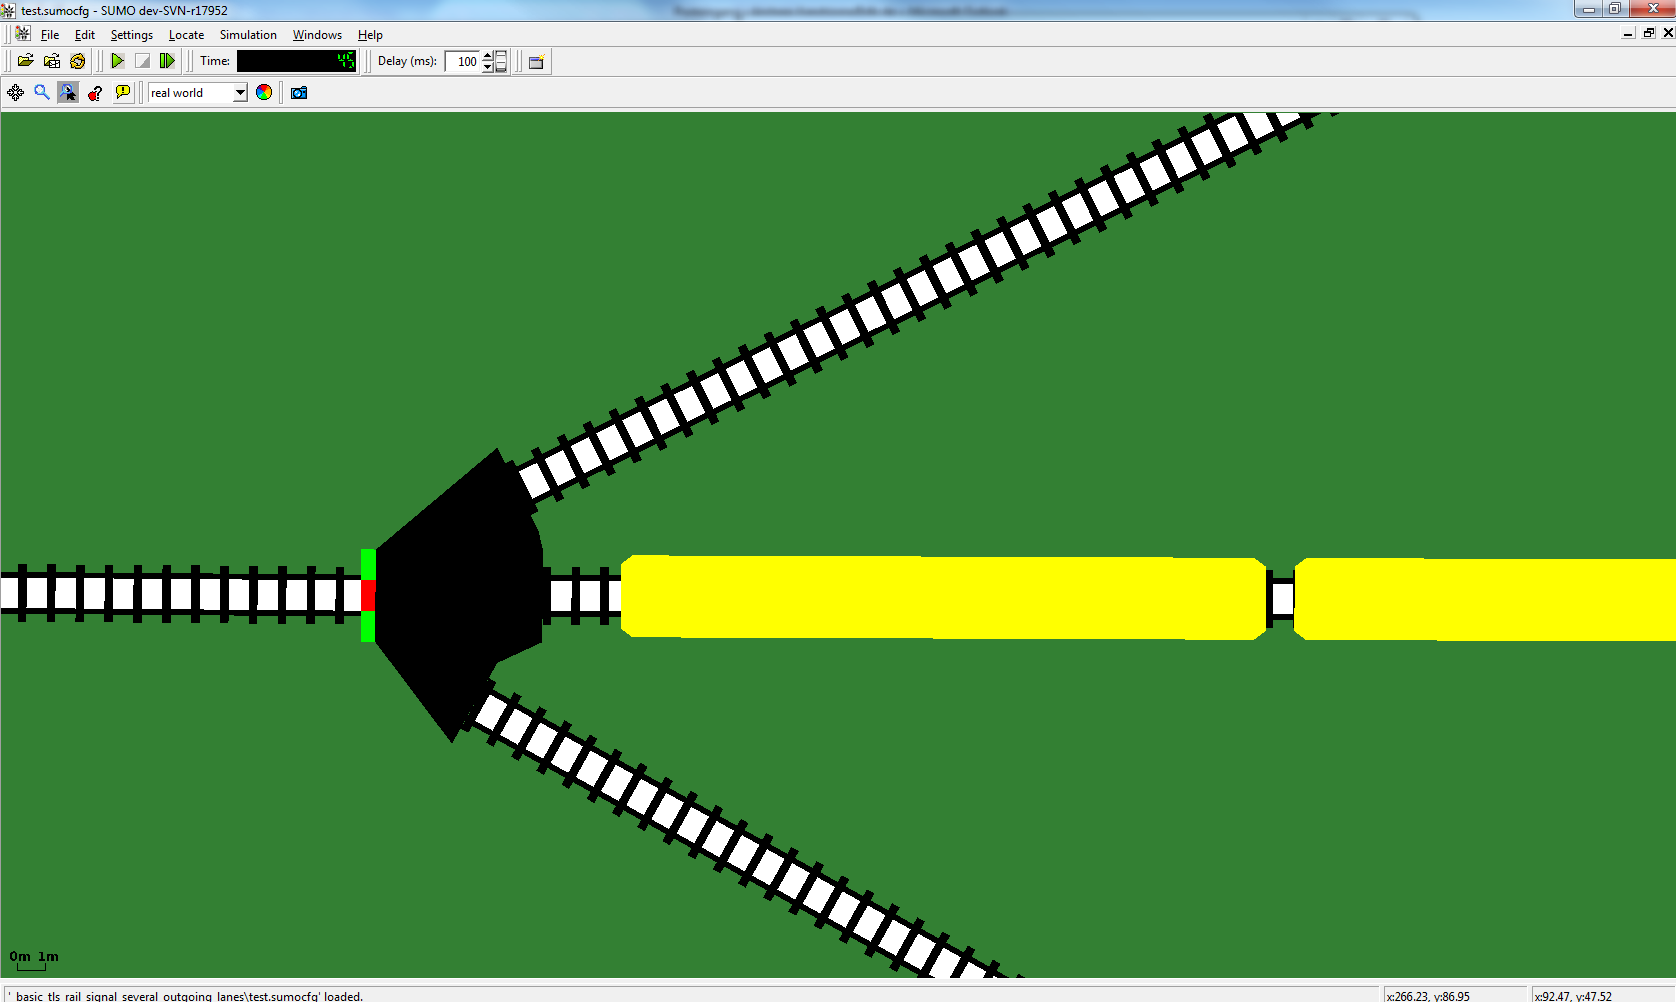 test.sumocfg - SUMO dev-SVN-r17952
File Edit Settings Locate Simulation Windows Help
Time: 45 Delay (ms): 100
real world
0m 1m
' basic tls rail signal several outgoing lanes\test.sumocfg' loaded.
x:266.23, y:86.95 x:92.47, y:47.52